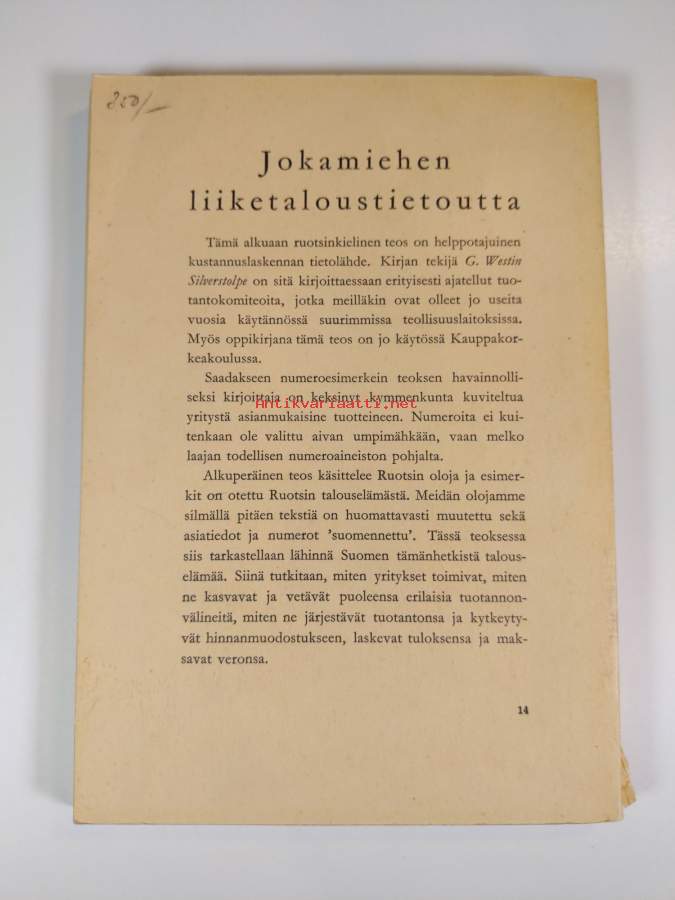 250/-
Jokamiehen
liiketaloustietoutta
Tämä alkuaan ruotsinkielinen teos on helppotajuinen
kustannuslaskennan tietolähde. Kirjan tekijä G. Westin
Silverstolpe on sitä kirjoittaessaan erityisesti ajatellut tuo-
tantokomiteoita, jotka meilläkin ovat olleet jo useita
vuosia käytännössä suurimmissa teollisuuslaitoksissa.
Myös oppikirjana tämä teos on jo käytössä Kauppakor-
keakoulussa.
Saadakseen numeroesimerkein teoksen havainnolli-
seksi kirjoittaja on keksinyt kymmenkunta kuviteltua
Antikvariaatti.net
yritystä asianmukaisine tuotteineen. Numeroita ei kui-
tenkaan ole valittu aivan umpimähkään, vaan melko
laajan todellisen numeroaineiston pohjalta.
Alkuperäinen teos käsittelee Ruotsin oloja ja esimer-
kit on otettu Ruotsin talouselämästä. Meidän olojamme
silmällä pitäen tekstiä on huomattavasti muutettu sekä
asiatiedot ja numerot 'suomennettu'. Tässä teoksessa
siis tarkastellaan lähinnä Suomen tämänhetkistä talous-
elämää. Siinä tutkitaan, miten yritykset toimivat, miten
ne kasvavat ja vetävät puoleensa erilaisia tuotannon-
välineitä, miten ne järjestävät tuotantonsa ja kytkeyty-
vät hinnanmuodostukseen, laskevat tuloksensa ja mak-
savat veronsa.
14